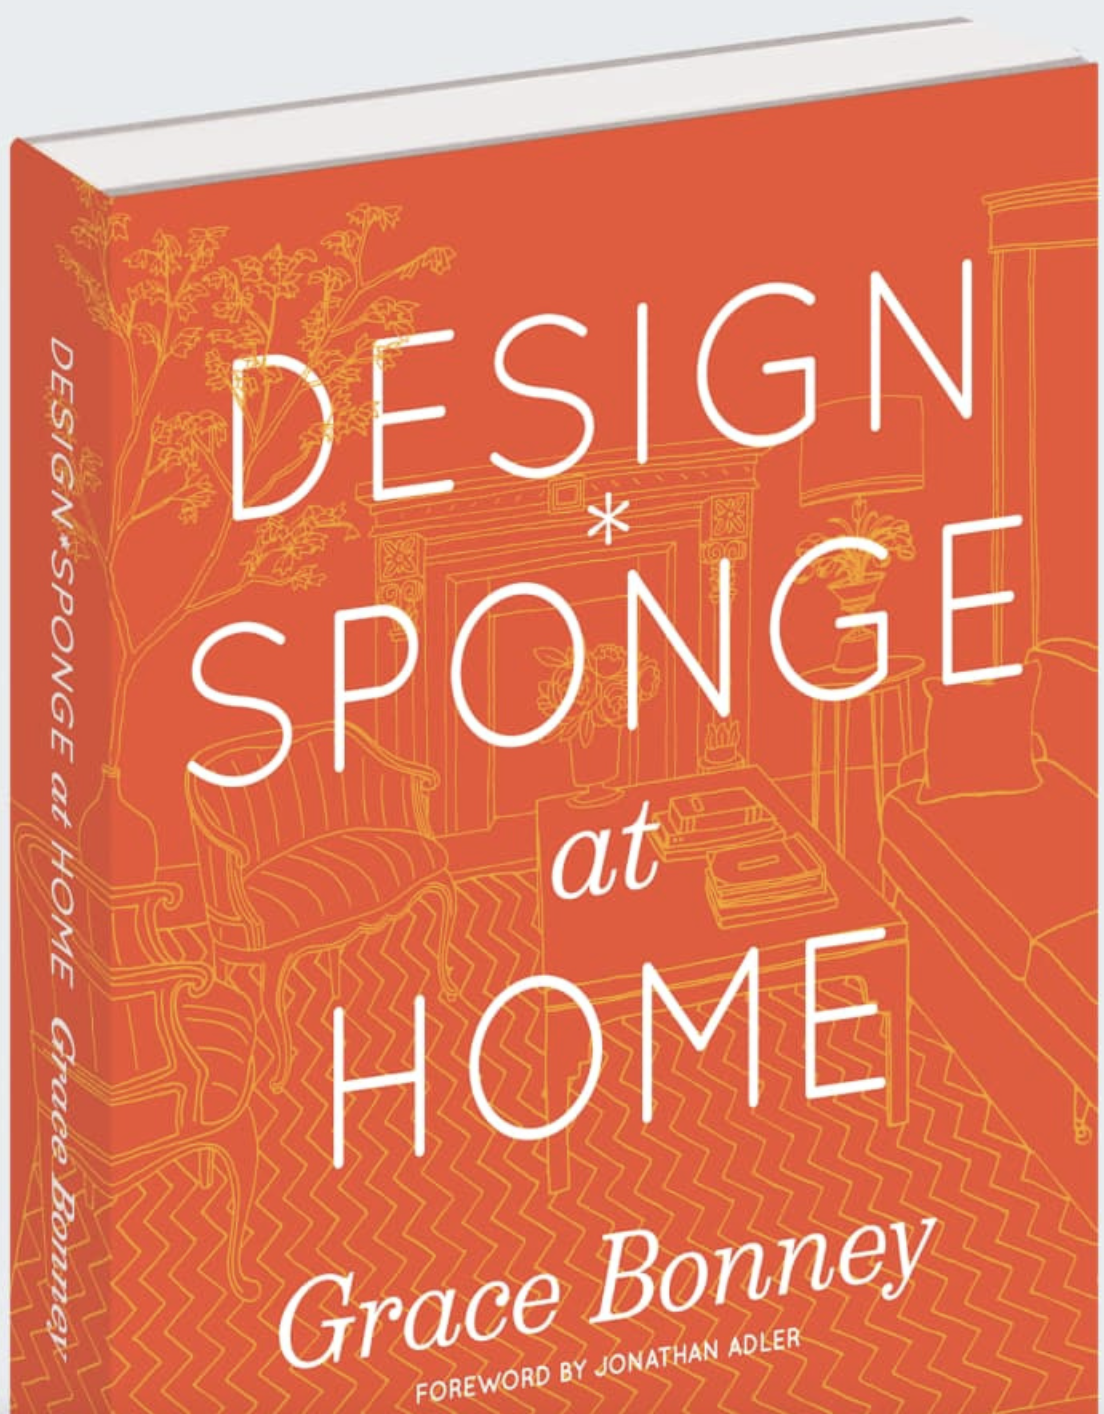 DESIGN
*
SPONGE
at
HOME
Grace Bonney
FOREWORD BY JONATHAN ADLER
DESIGN*SPONGE at HOME Grace Bonney